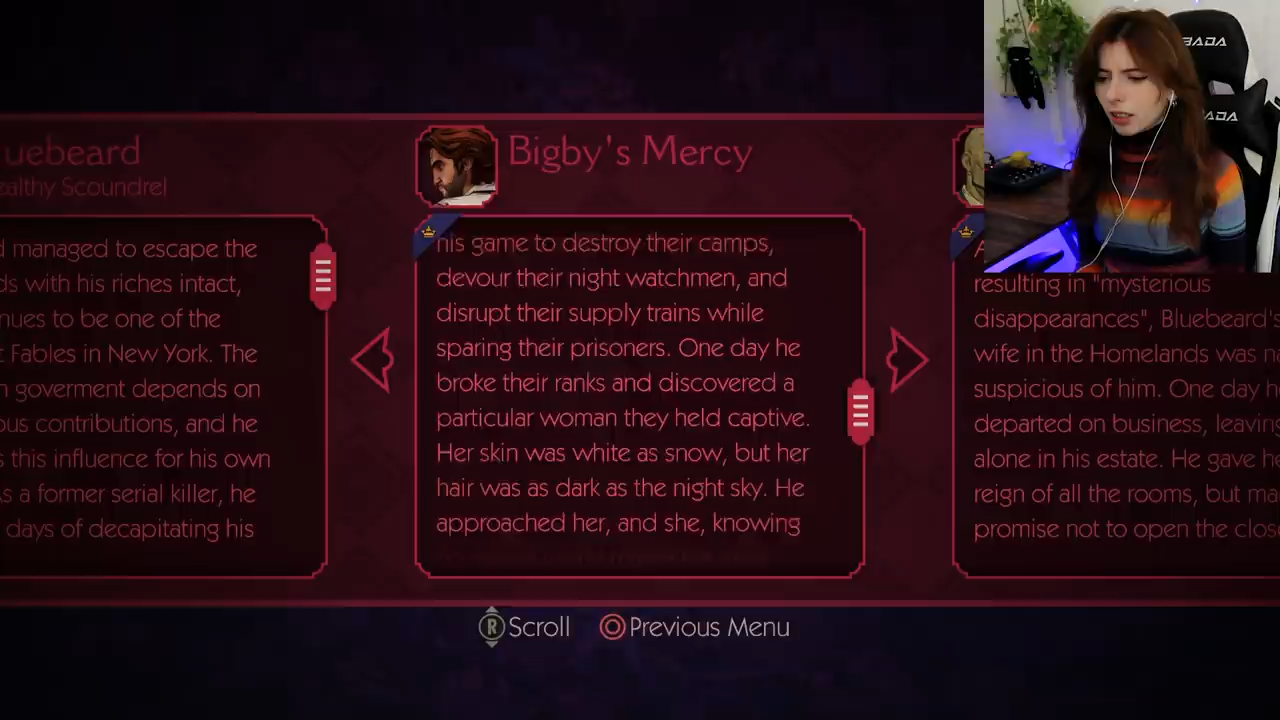 uebeard
ealthy Scoundrel
d managed to escape the
ds with his riches intact,
nues to be one of the
t Fables in New York. The
n goverment depends on
ous contributions, and he
s this influence for his own
s a former serial killer, he
days of decapitating his
Bigby's Mercy
his game to destroy their camps,
devour their night watchmen, and
disrupt their supply trains while
sparing their prisoners. One day he
broke their ranks and discovered a
particular woman they held captive.
Her skin was white as snow, but her
hair was as dark as the night sky. He
approached her, and she, knowing
resulting in "mysterious
disappearances", Bluebeard's
wife in the Homelands was n
suspicious of him. One day h
departed on business, leavin
alone in his estate. He gave he
reign of all the rooms, but ma
promise not to open the clos
R Scroll
Previous Menu
BADA
ADA